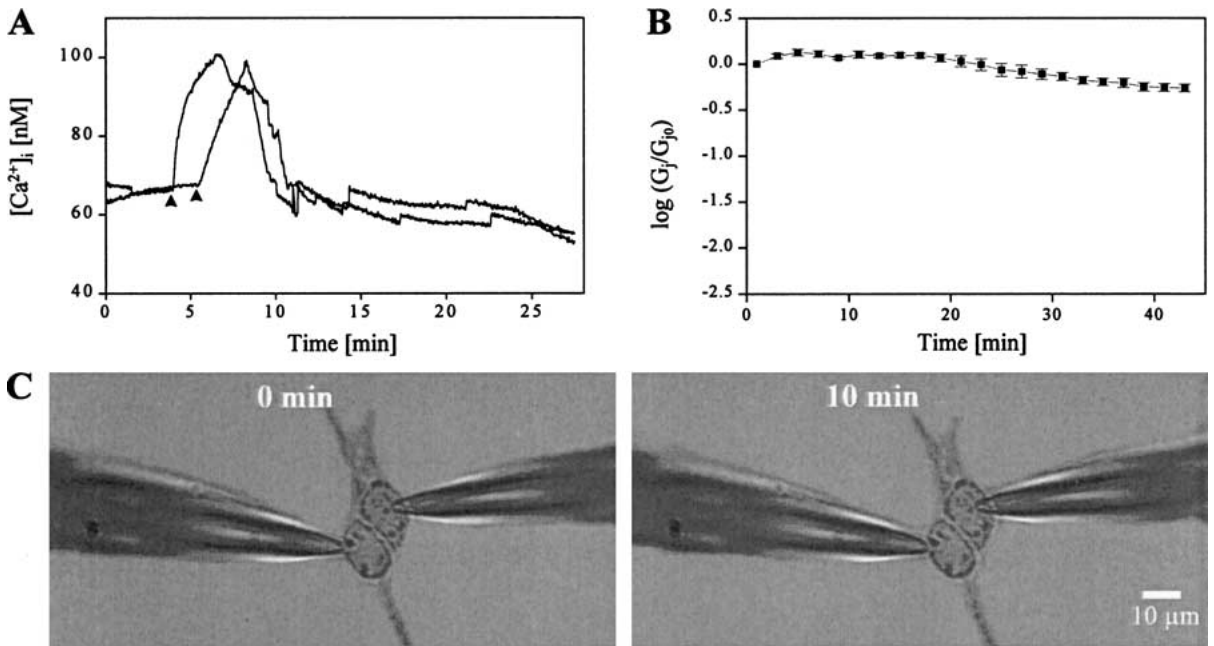 A
[Ca²⁺]ᵢ [nM]
100
80
60
40
0
5
10
15
20
25
Time [min]
B
log (Gⱼ/Gⱼ₀)
0.5
0.0
-0.5
-1.0
-1.5
-2.0
-2.5
0
10
20
30
40
Time [min]
C
0 min
10 min
10 µm